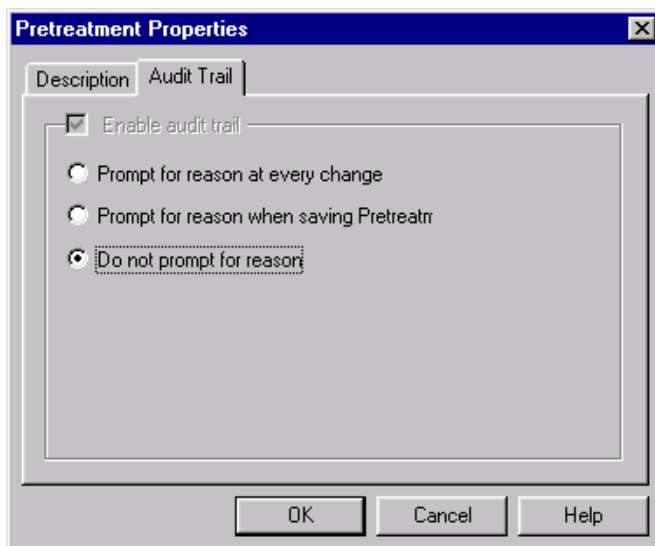 Pretreatment Properties
Description Audit Trail
Enable audit trail
Prompt for reason at every change
Prompt for reason when saving Pretreatm
Do not prompt for reason
OK Cancel Help